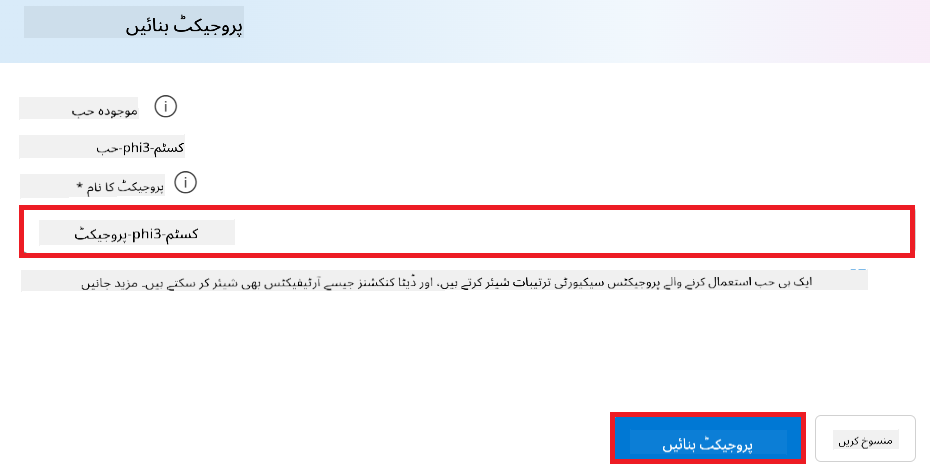 پروجیکٹ بنائیں
موجودہ حب
کسٹم-phi3-حب
پروجیکٹ کا نام *
کسٹم-phi3-پروجیکٹ
ایک ہی حب استعمال کرنے والے پروجیکٹس سیکیورٹی ترتیبات شیئر کرتے ہیں، اور ڈیٹا کنکشنز جیسے آرٹیفیکٹس بھی شیئر کر سکتے ہیں۔ مزید جانیں
پروجیکٹ بنائیں
منسوخ کریں